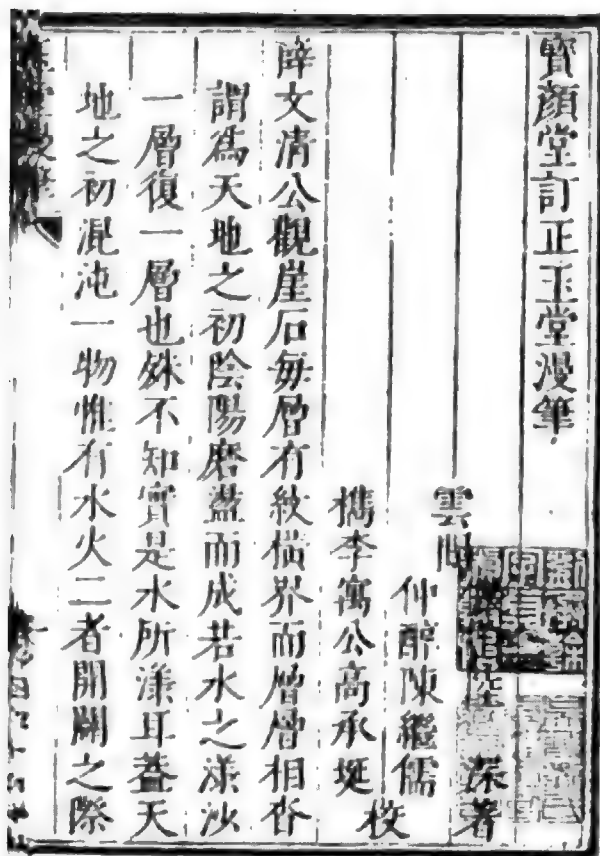 寶顏堂訂正玉堂漫筆
雲間 陸 深著
仲醇陳繼儒
檇李寓公高承埏 校
薛文清公觀崖石每層有紋橫界而層層相沓
謂為天地之初陰陽磨盪而成若水之漾沙
一層復一層也殊不知實是水所漾耳葢天
地之初混沌一物惟有水火二者開闢之際